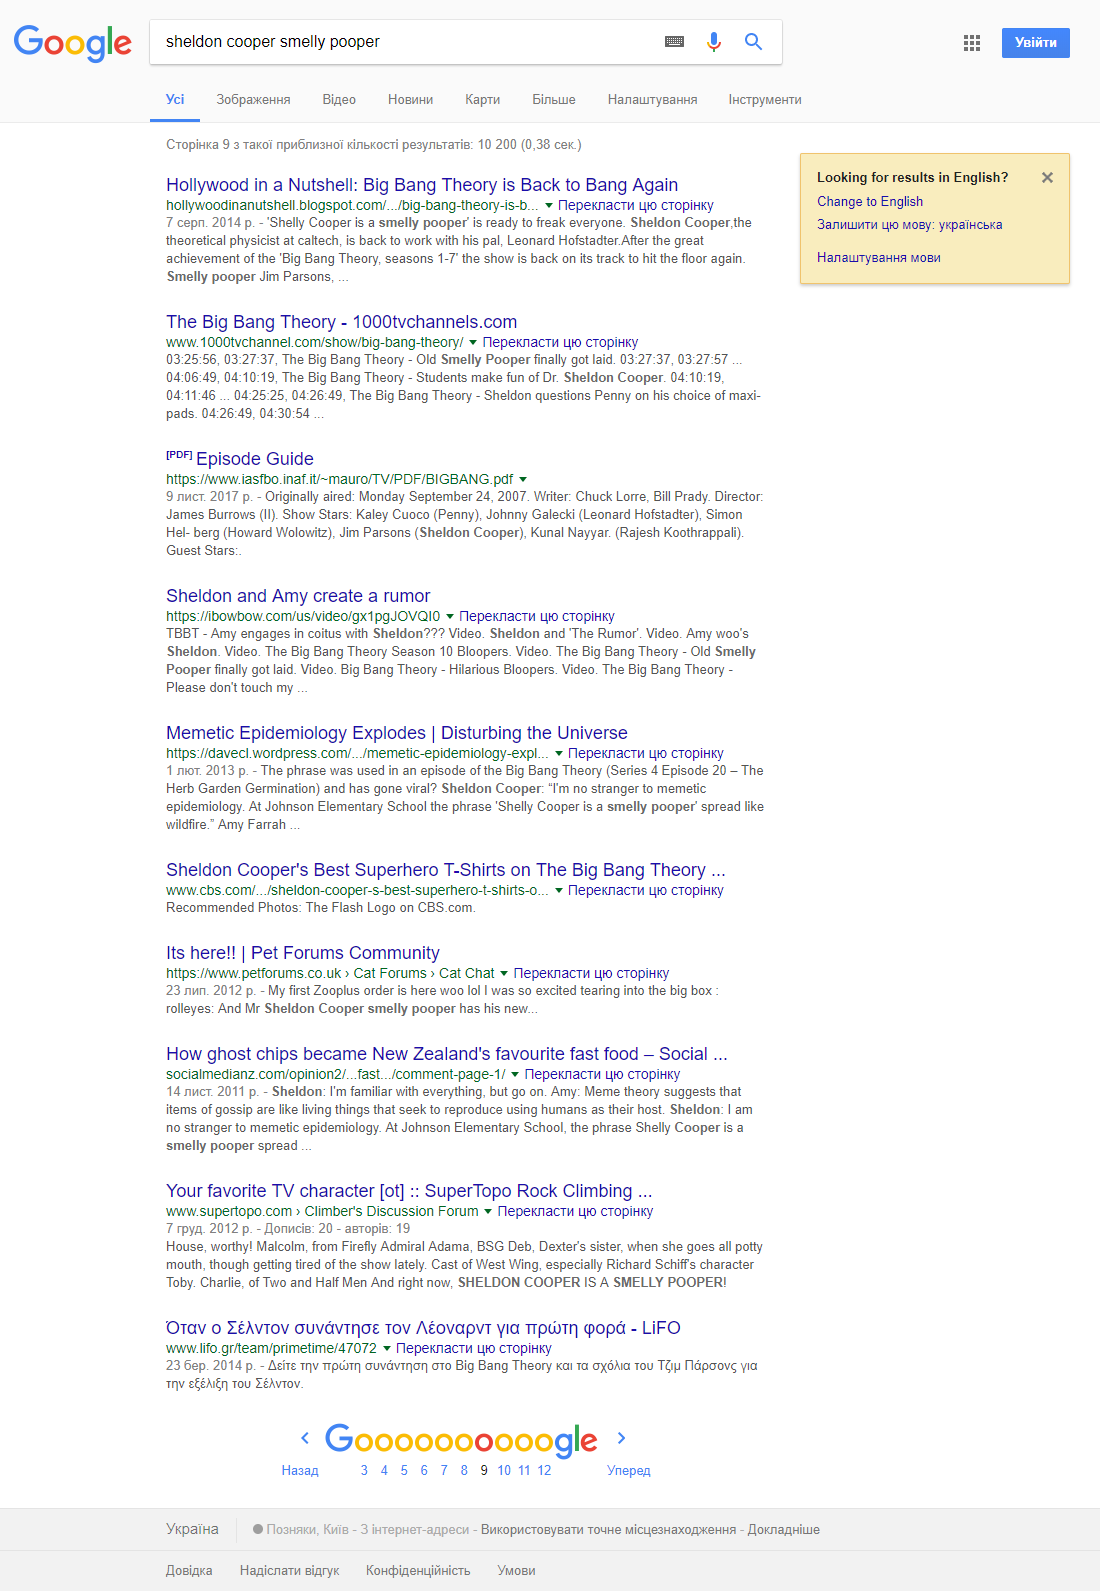 Google
sheldon cooper smelly pooper
Увійти
Усі Зображення Відео Новини Карти Більше Налаштування Інструменти
Сторінка 9 з такої приблизної кількості результатів: 10 200 (0,38 сек.)
Looking for results in English?
Change to English
Залишити цю мову: українська
Налаштування мови
Hollywood in a Nutshell: Big Bang Theory is Back to Bang Again
hollywoodinanutshell.blogspot.com/.../big-bang-theory-is-b... Перекласти цю сторінку
7 серп. 2014 р. - 'Shelly Cooper is a smelly pooper' is ready to freak everyone. Sheldon Cooper,the
theoretical physicist at caltech, is back to work with his pal, Leonard Hofstadter.After the great
achievement of the 'Big Bang Theory, seasons 1-7' the show is back on its track to hit the floor again.
Smelly pooper Jim Parsons, ...
The Big Bang Theory - 1000tvchannels.com
www.1000tvchannel.com/show/big-bang-theory/ Перекласти цю сторінку
03:25:56, 03:27:37, The Big Bang Theory - Old Smelly Pooper finally got laid. 03:27:37, 03:27:57 ...
04:06:49, 04:10:19, The Big Bang Theory - Students make fun of Dr. Sheldon Cooper. 04:10:19,
04:11:46 ... 04:25:25, 04:26:49, The Big Bang Theory - Sheldon questions Penny on his choice of maxi-
pads. 04:26:49, 04:30:54 ...
[PDF] Episode Guide
https://www.iasfbo.inaf.it/~mauro/TV/PDF/BIGBANG.pdf
9 лист. 2017 р. - Originally aired: Monday September 24, 2007. Writer: Chuck Lorre, Bill Prady. Director:
James Burrows (II). Show Stars: Kaley Cuoco (Penny), Johnny Galecki (Leonard Hofstadter), Simon
Hel- berg (Howard Wolowitz), Jim Parsons (Sheldon Cooper), Kunal Nayyar. (Rajesh Koothrappali).
Guest Stars:.
Sheldon and Amy create a rumor
https://ibowbow.com/us/video/gx1pgJOVQI0 Перекласти цю сторінку
TBBT - Amy engages in coitus with Sheldon??? Video. Sheldon and 'The Rumor'. Video. Amy woo's
Sheldon. Video. The Big Bang Theory Season 10 Bloopers. Video. The Big Bang Theory - Old Smelly
Pooper finally got laid. Video. Big Bang Theory - Hilarious Bloopers. Video. The Big Bang Theory -
Please don't touch my ...
Memetic Epidemiology Explodes | Disturbing the Universe
https://davecl.wordpress.com/.../memetic-epidemiology-expl... Перекласти цю сторінку
1 лют. 2013 р. - The phrase was used in an episode of the Big Bang Theory (Series 4 Episode 20 – The
Herb Garden Germination) and has gone viral? Sheldon Cooper: “I'm no stranger to memetic
epidemiology. At Johnson Elementary School the phrase 'Shelly Cooper is a smelly pooper' spread like
wildfire.” Amy Farrah ...
Sheldon Cooper's Best Superhero T-Shirts on The Big Bang Theory ...
www.cbs.com/.../sheldon-cooper-s-best-superhero-t-shirts-o... Перекласти цю сторінку
Recommended Photos: The Flash Logo on CBS.com.
Its here!! | Pet Forums Community
https://www.petforums.co.uk › Cat Forums › Cat Chat Перекласти цю сторінку
23 лип. 2012 р. - My first Zooplus order is here woo lol I was so excited tearing into the big box :
rolleyes: And Mr Sheldon Cooper smelly pooper has his new...
How ghost chips became New Zealand's favourite fast food – Social ...
socialmedianz.com/opinion2/...fast.../comment-page-1/ Перекласти цю сторінку
14 лист. 2011 р. - Sheldon: I'm familiar with everything, but go on. Amy: Meme theory suggests that
items of gossip are like living things that seek to reproduce using humans as their host. Sheldon: I am
no stranger to memetic epidemiology. At Johnson Elementary School, the phrase Shelly Cooper is a
smelly pooper spread ...
Your favorite TV character [ot] :: SuperTopo Rock Climbing ...
www.supertopo.com › Climber's Discussion Forum Перекласти цю сторінку
7 груд. 2012 р. - Дописів: 20 - авторів: 19
House, worthy! Malcolm, from Firefly Admiral Adama, BSG Deb, Dexter's sister, when she goes all potty
mouth, though getting tired of the show lately. Cast of West Wing, especially Richard Schiff's character
Toby. Charlie, of Two and Half Men And right now, SHELDON COOPER IS A SMELLY POOPER!
Όταν ο Σέλντον συνάντησε τον Λέοναρντ για πρώτη φορά - LiFO
www.lifo.gr/team/primetime/47072 Перекласти цю сторінку
23 бер. 2014 р. - Δείτε την πρώτη συνάντηση στο Big Bang Theory και τα σχόλια του Τζιμ Πάρσονς για
την εξέλιξη του Σέλντον.
Goooooooooogle
Назад 3 4 5 6 7 8 9 10 11 12 Уперед
Україна Позняки, Київ - З інтернет-адреси - Використовувати точне місцезнаходження - Докладніше
Довідка Надіслати відгук Конфіденційність Умови